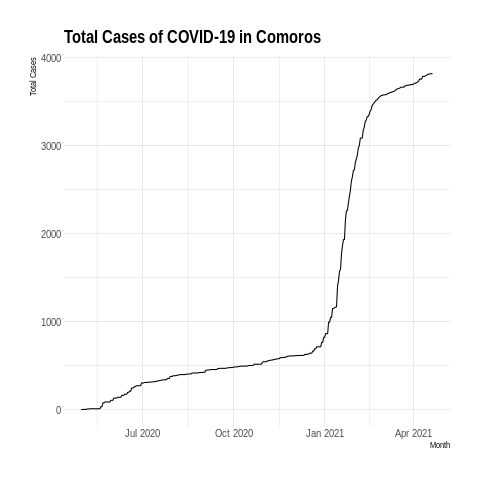 Total Cases of COVID-19 in Comoros
Total Cases
4000
3000
2000
1000
0
Jul 2020
Oct 2020
Jan 2021
Apr 2021
Month